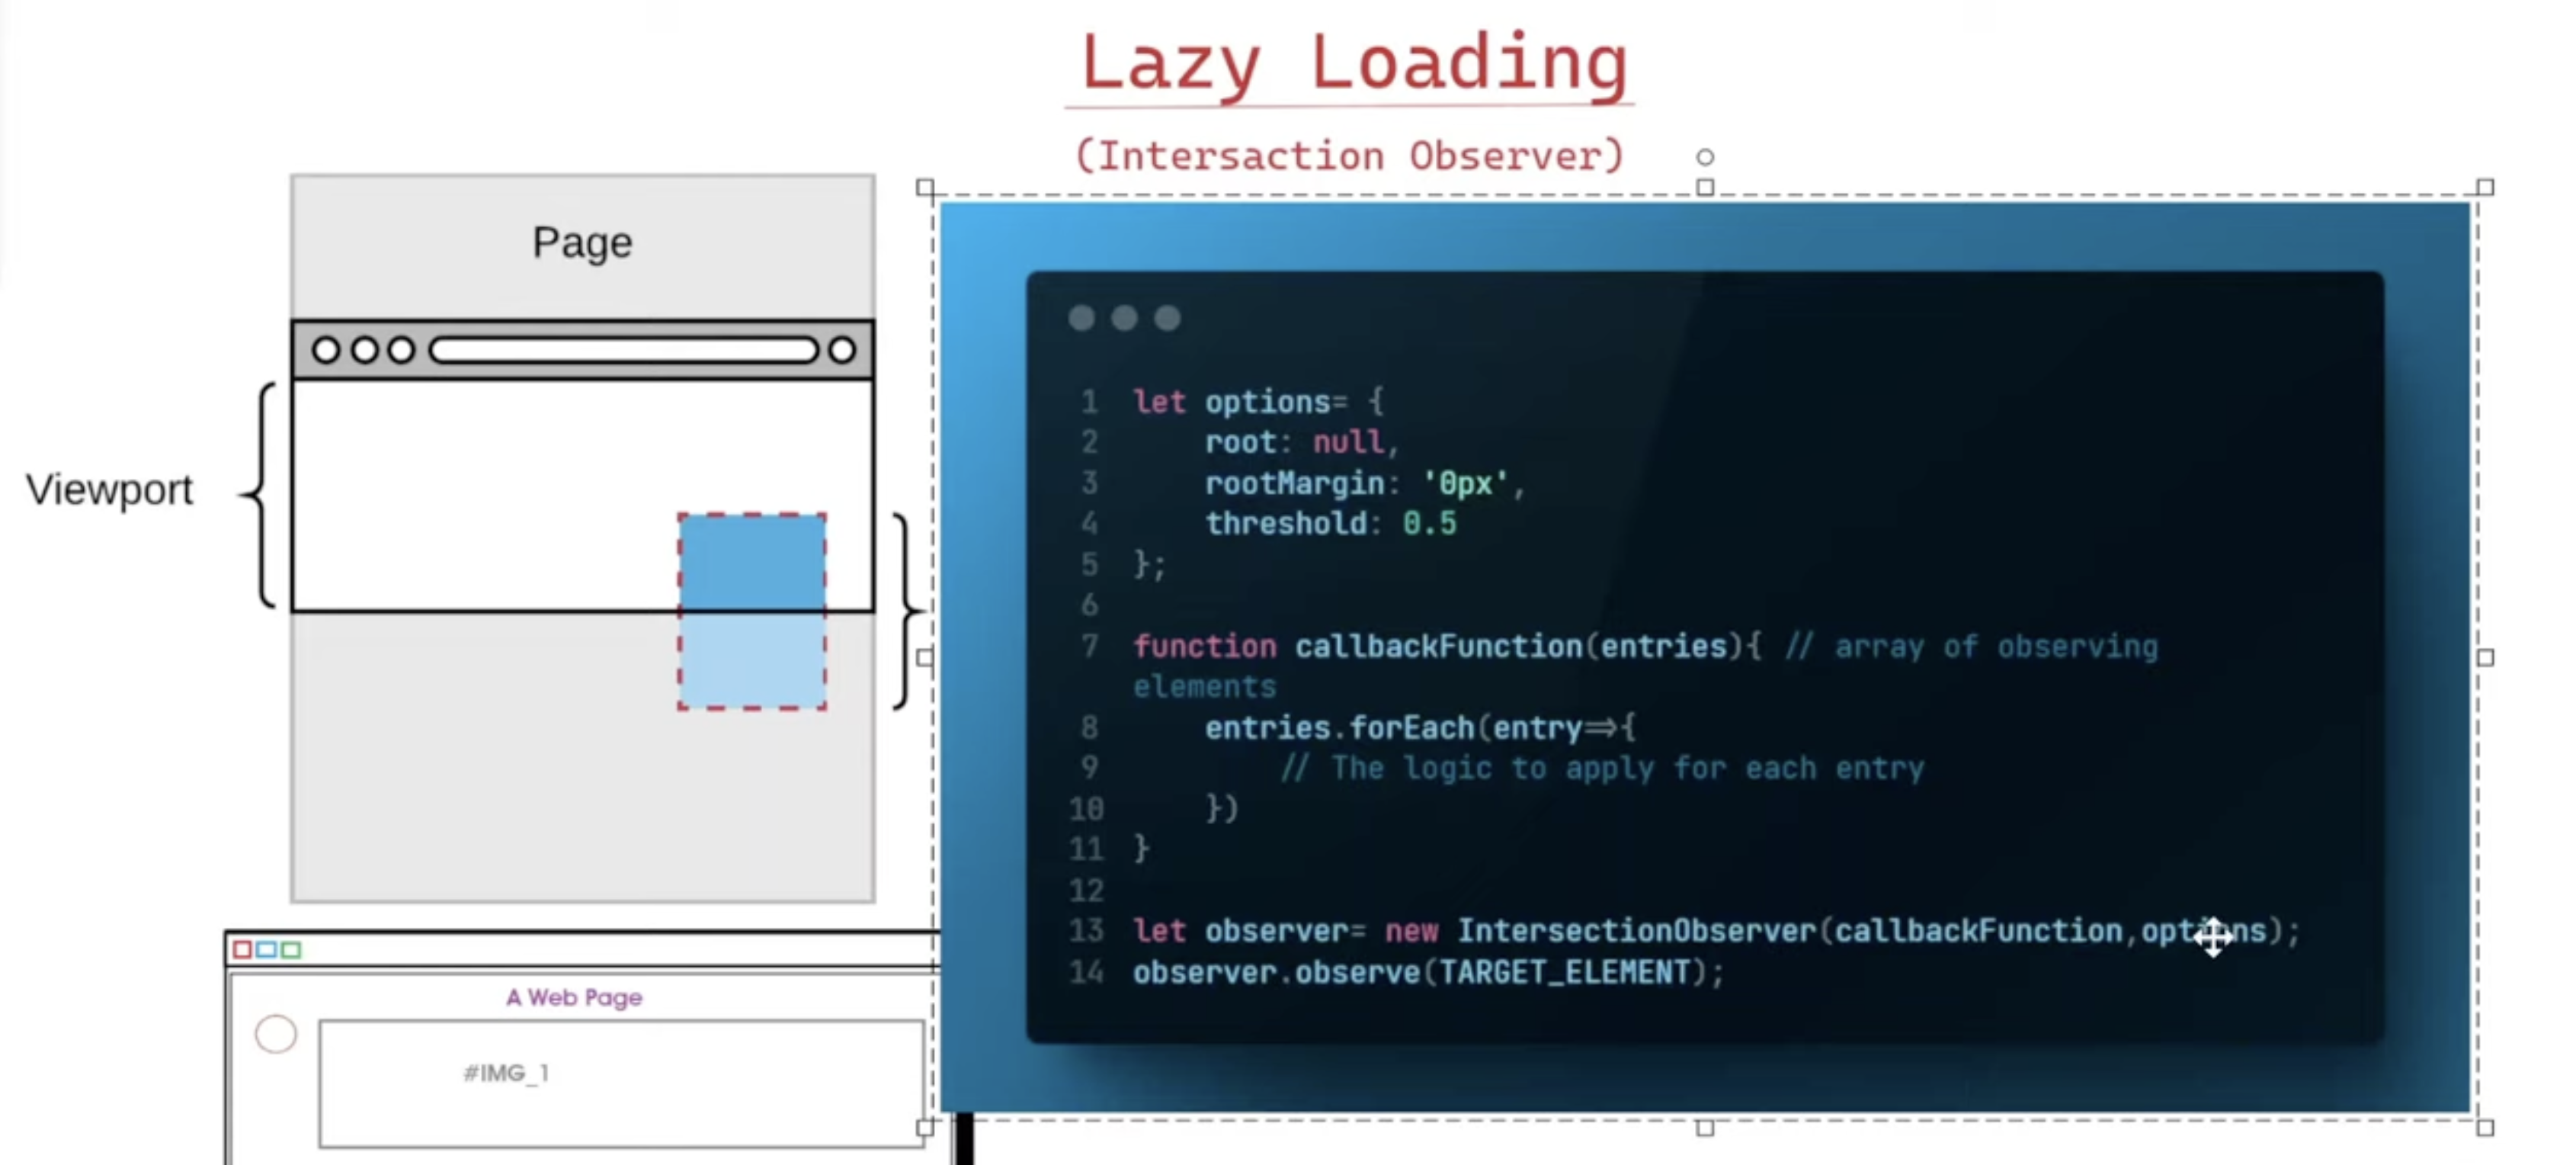 Lazy Loading
(Intersaction Observer)
Page
Viewport
1 let options= {
2 root: null,
3 rootMargin: '0px',
4 threshold: 0.5
5 };
6
7 function callbackFunction(entries){ // array of observing
elements
8 entries.forEach(entry=>{
9 // The logic to apply for each entry
10 })
11 }
12
13 let observer= new IntersectionObserver(callbackFunction,options);
14 observer.observe(TARGET_ELEMENT);
A Web Page
#IMG_1